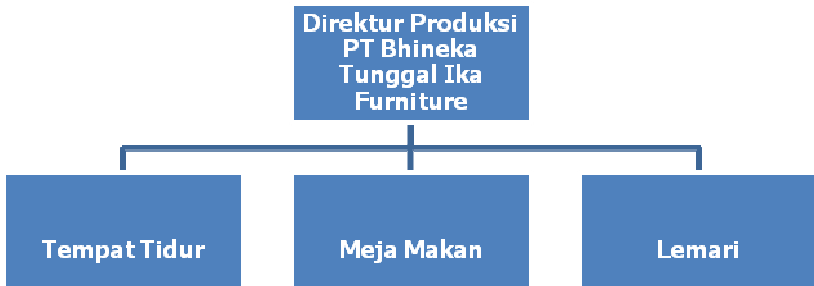 Direktur Produksi
PT Bhineka
Tunggal Ika
Furniture
Tempat Tidur
Meja Makan
Lemari